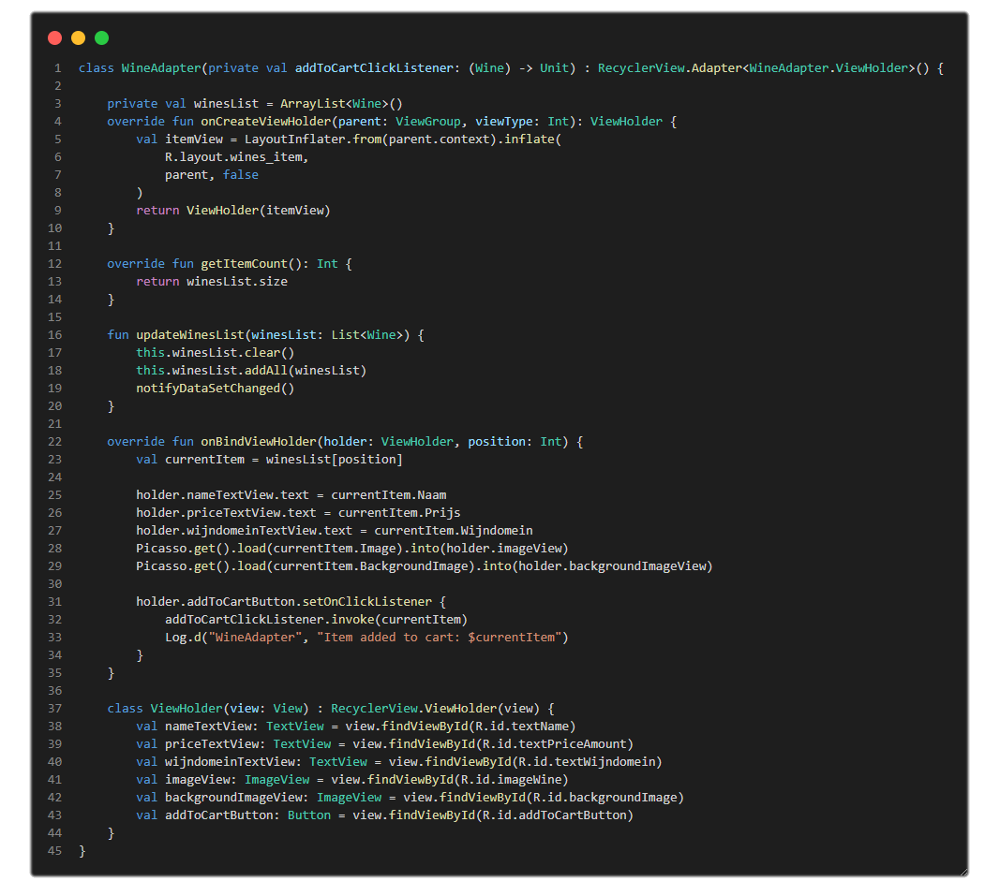 1 class WineAdapter(private val addToCartClickListener: (Wine) -> Unit) : RecyclerView.Adapter<WineAdapter.ViewHolder>() {
2
3     private val winesList = ArrayList<Wine>()
4     override fun onCreateViewHolder(parent: ViewGroup, viewType: Int): ViewHolder {
5         val itemView = LayoutInflater.from(parent.context).inflate(
6             R.layout.wines_item,
7             parent, false
8         )
9         return ViewHolder(itemView)
10     }
11
12     override fun getItemCount(): Int {
13         return winesList.size
14     }
15
16     fun updateWinesList(winesList: List<Wine>) {
17         this.winesList.clear()
18         this.winesList.addAll(winesList)
19         notifyDataSetChanged()
20     }
21
22     override fun onBindViewHolder(holder: ViewHolder, position: Int) {
23         val currentItem = winesList[position]
24
25         holder.nameTextView.text = currentItem.Naam
26         holder.priceTextView.text = currentItem.Prijs
27         holder.wijndomeinTextView.text = currentItem.Wijndomein
28         Picasso.get().load(currentItem.Image).into(holder.imageView)
29         Picasso.get().load(currentItem.BackgroundImage).into(holder.backgroundImageView)
30
31         holder.addToCartButton.setOnClickListener {
32             addToCartClickListener.invoke(currentItem)
33             Log.d("WineAdapter", "Item added to cart: $currentItem")
34         }
35     }
36
37     class ViewHolder(view: View) : RecyclerView.ViewHolder(view) {
38         val nameTextView: TextView = view.findViewById(R.id.textName)
39         val priceTextView: TextView = view.findViewById(R.id.textPriceAmount)
40         val wijndomeinTextView: TextView = view.findViewById(R.id.textWijndomein)
41         val imageView: ImageView = view.findViewById(R.id.imageWine)
42         val backgroundImageView: ImageView = view.findViewById(R.id.backgroundImage)
43         val addToCartButton: Button = view.findViewById(R.id.addToCartButton)
44     }
45 }